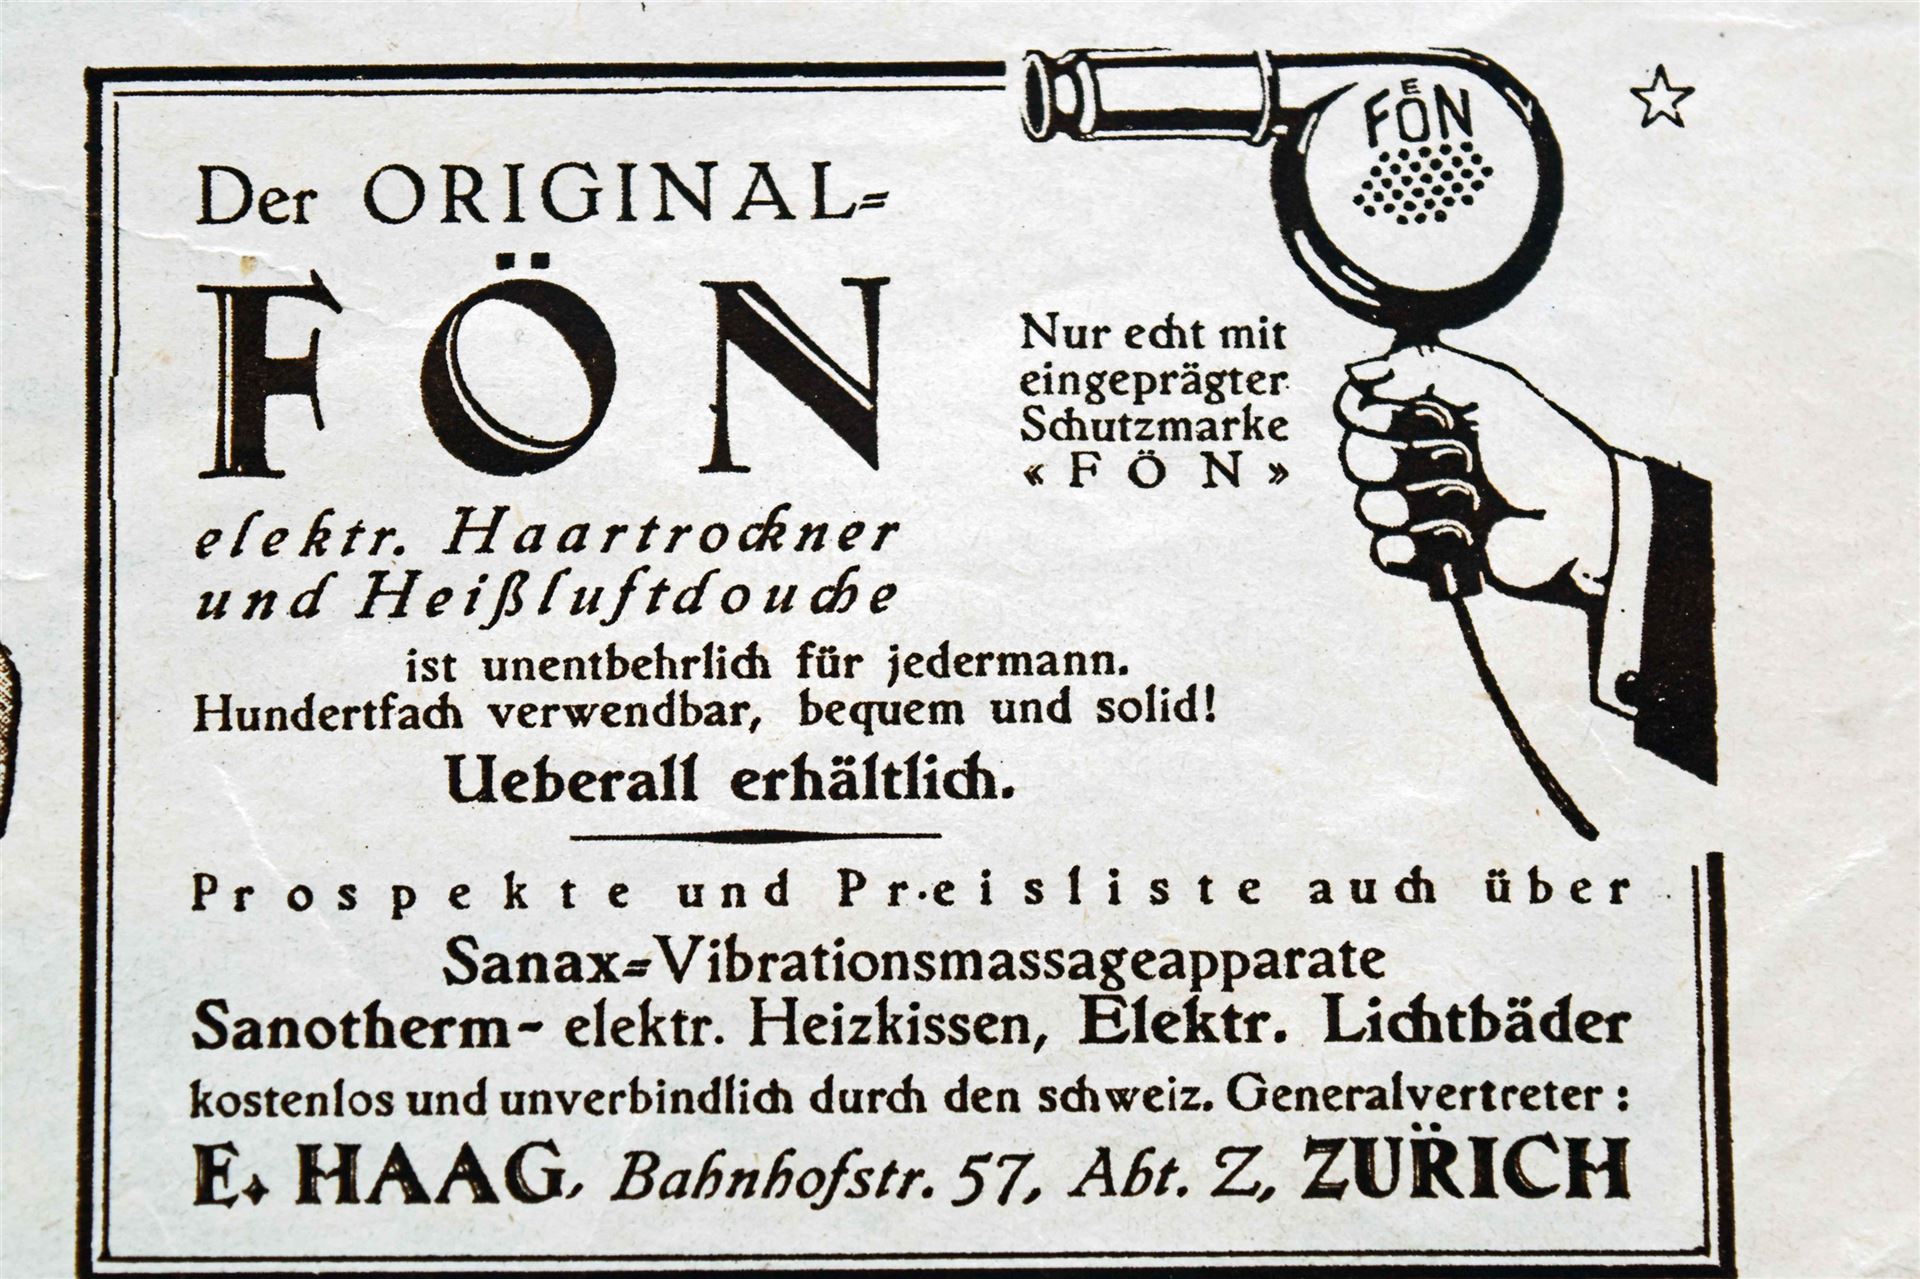 Der ORIGINAL=
FÖN
elektr. Haartrockner
und Heißluftdouche
ist unentbehrlich für jedermann.
Hundertfach verwendbar, bequem und solid!
Ueberall erhältlich.
FÖEN
Nur echt mit
eingeprägter
Schutzmarke
« F Ö N »
Prospekte und Preisliste auch über
Sanax=Vibrationsmassageapparate
Sanotherm- elektr. Heizkissen, Elektr. Lichtbäder
kostenlos und unverbindlich durch den schweiz. Generalvertreter :
E. HAAG, Bahnhofstr. 57, Abt. Z, ZÜRICH